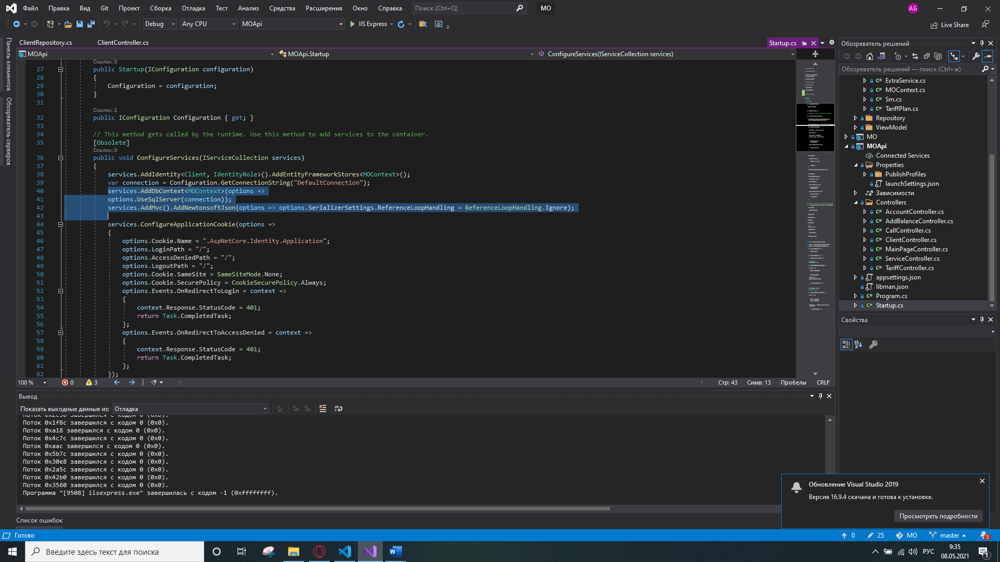 Файл Правка Вид Git Проект Сборка Отладка Тест Анализ Средства Расширения Окно Справка Поиск (Ctrl+Q) MO АБ
Debug Any CPU MOApi IIS Express Live Share
Панель элементов
Обозреватель серверов
ClientRepository.cs ClientController.cs Startup.cs
MOApi MOApi.Startup ConfigureServices(IServiceCollection services)
Ссылок: 0
27 public Startup(IConfiguration configuration)
28 {
29 Configuration = configuration;
30 }
31
Ссылок: 2
32 public IConfiguration Configuration { get; }
33
34 // This method gets called by the runtime. Use this method to add services to the container.
35 [Obsolete]
Ссылок: 0
36 public void ConfigureServices(IServiceCollection services)
37 {
38 services.AddIdentity<Client, IdentityRole>().AddEntityFrameworkStores<MOContext>();
39 var connection = Configuration.GetConnectionString("DefaultConnection");
40 services.AddDbContext<MOContext>(options =>
41 options.UseSqlServer(connection));
42 services.AddMvc().AddNewtonsoftJson(options => options.SerializerSettings.ReferenceLoopHandling = ReferenceLoopHandling.Ignore);
43
44 services.ConfigureApplicationCookie(options =>
45 {
46 options.Cookie.Name = ".AspNetCore.Identity.Application";
47 options.LoginPath = "/";
48 options.AccessDeniedPath = "/";
49 options.LogoutPath = "/";
50 options.Cookie.SameSite = SameSiteMode.None;
51 options.Cookie.SecurePolicy = CookieSecurePolicy.Always;
52 options.Events.OnRedirectToLogin = context =>
53 {
54 context.Response.StatusCode = 401;
55 return Task.CompletedTask;
56 };
57 options.Events.OnRedirectToAccessDenied = context =>
58 {
59 context.Response.StatusCode = 401;
60 return Task.CompletedTask;
61 };
62 });
100 % 0 3 Стр: 43 Симв: 13 Пробелы CRLF
Вывод
Показать выходные данные из: Отладка
Поток 0x2c50 завершился с кодом 0 (0x0).
Поток 0x1f8c завершился с кодом 0 (0x0).
Поток 0xa18 завершился с кодом 0 (0x0).
Поток 0x4c7c завершился с кодом 0 (0x0).
Поток 0xaac завершился с кодом 0 (0x0).
Поток 0x5b7c завершился с кодом 0 (0x0).
Поток 0x30e8 завершился с кодом 0 (0x0).
Поток 0x2a5c завершился с кодом 0 (0x0).
Поток 0x42b0 завершился с кодом 0 (0x0).
Поток 0x3560 завершился с кодом 0 (0x0).
Программа "[9508] iisexpress.exe" завершилась с кодом -1 (0xffffffff).
Список ошибок
Обозреватель решений
Обозреватель решений — поиск (Ctrl+ж)
ExtraService.cs
MOContext.cs
Sm.cs
TariffPlan.cs
Repository
ViewModel
MO
MOApi
Connected Services
Properties
PublishProfiles
launchSettings.json
Зависимости
Controllers
AccountController.cs
AddBalanceController.cs
CallController.cs
ClientController.cs
MainPageController.cs
ServiceController.cs
TariffController.cs
appsettings.json
libman.json
Program.cs
Startup.cs
Свойства
Обновление Visual Studio 2019
Версия 16.9.4 скачана и готова к установке.
Просмотреть подробности
Готово 0 25 MO master 5
Введите здесь текст для поиска РУС 9:35
08.05.2021 1